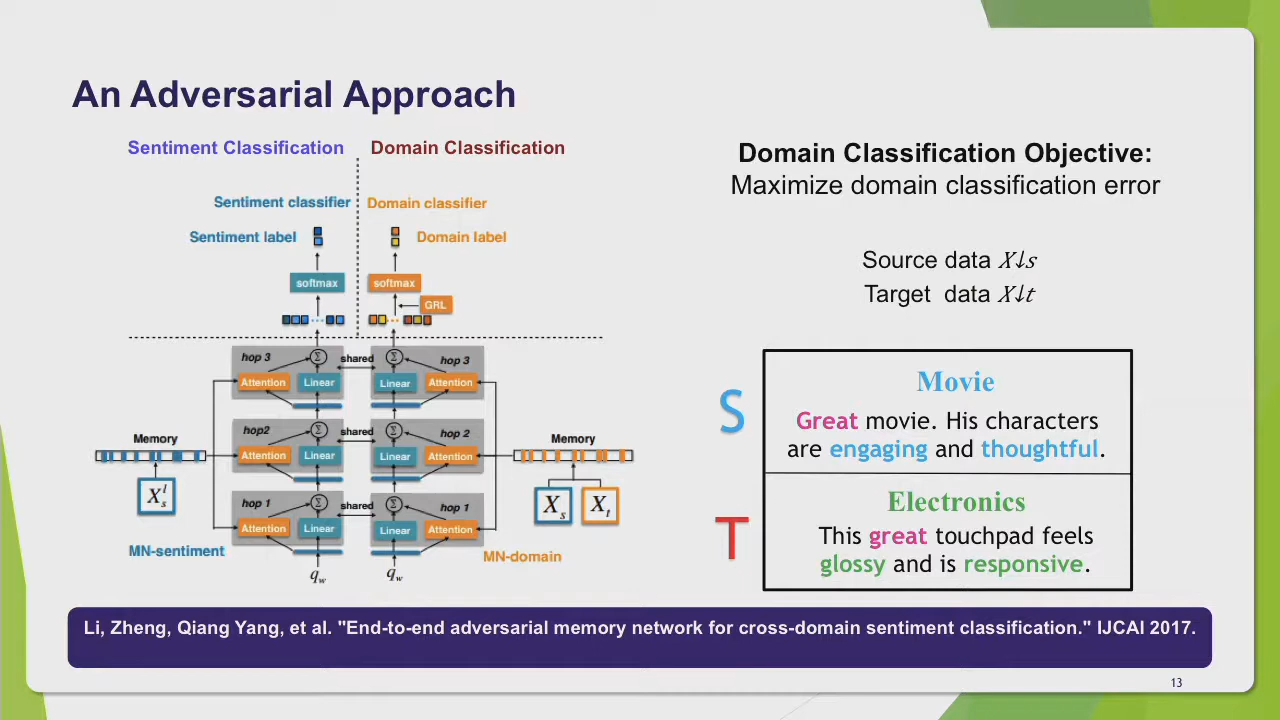 An Adversarial Approach
Sentiment Classification
Domain Classification
Sentiment classifier
Domain classifier
Sentiment label
Domain label
softmax
softmax
GRL
hop 3
Σ
shared
Σ
hop 3
Attention
Linear
Linear
Attention
hop2
Σ
shared
Σ
hop 2
Attention
Linear
Linear
Attention
hop 1
Σ
shared
Σ
hop 1
Attention
Linear
Linear
Attention
Memory
X_s^l
MN-sentiment
Memory
X_s
X_t
MN-domain
q_w
q_w
Domain Classification Objective:
Maximize domain classification error
Source data X↓s
Target data X↓t
S
Movie
Great movie. His characters
are engaging and thoughtful.
T
Electronics
This great touchpad feels
glossy and is responsive.
Li, Zheng, Qiang Yang, et al. "End-to-end adversarial memory network for cross-domain sentiment classification." IJCAI 2017.
13